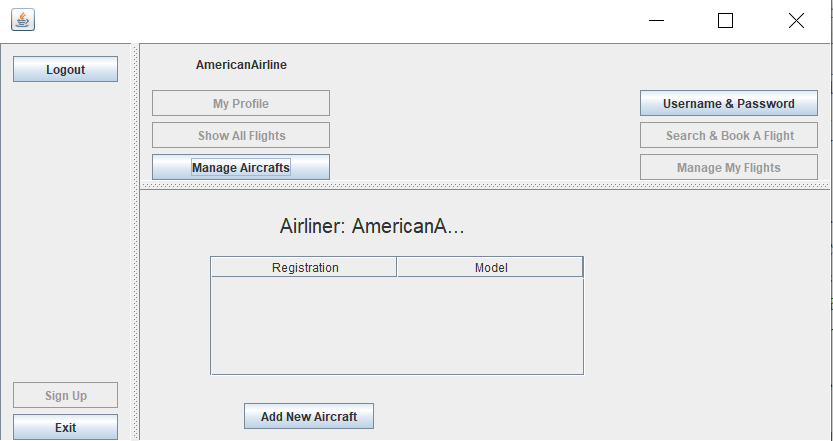 Logout
AmericanAirline
My Profile
Username & Password
Show All Flights
Search & Book A Flight
Manage Aircrafts
Manage My Flights
Airliner: AmericanA...
Registration
Model
Add New Aircraft
Sign Up
Exit